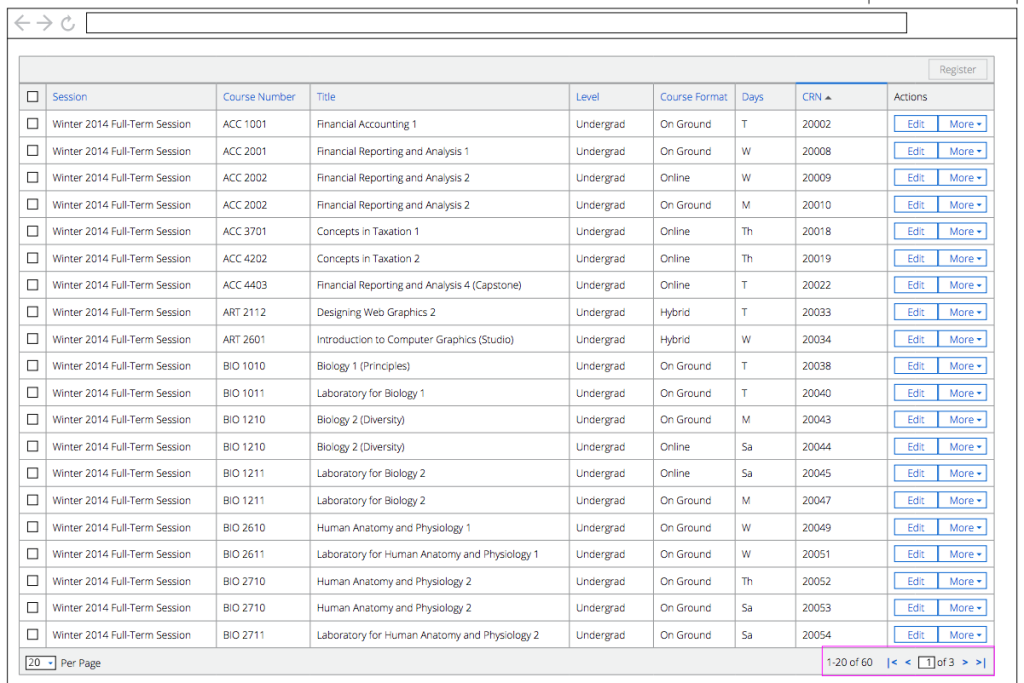 Register
Session Course Number Title Level Course Format Days CRN Actions
Winter 2014 Full-Term Session ACC 1001 Financial Accounting 1 Undergrad On Ground T 20002 Edit More
Winter 2014 Full-Term Session ACC 2001 Financial Reporting and Analysis 1 Undergrad On Ground W 20008 Edit More
Winter 2014 Full-Term Session ACC 2002 Financial Reporting and Analysis 2 Undergrad Online W 20009 Edit More
Winter 2014 Full-Term Session ACC 2002 Financial Reporting and Analysis 2 Undergrad On Ground M 20010 Edit More
Winter 2014 Full-Term Session ACC 3701 Concepts in Taxation 1 Undergrad Online Th 20018 Edit More
Winter 2014 Full-Term Session ACC 4202 Concepts in Taxation 2 Undergrad Online Th 20019 Edit More
Winter 2014 Full-Term Session ACC 4403 Financial Reporting and Analysis 4 (Capstone) Undergrad Online T 20022 Edit More
Winter 2014 Full-Term Session ART 2112 Designing Web Graphics 2 Undergrad Hybrid T 20033 Edit More
Winter 2014 Full-Term Session ART 2601 Introduction to Computer Graphics (Studio) Undergrad Hybrid W 20034 Edit More
Winter 2014 Full-Term Session BIO 1010 Biology 1 (Principles) Undergrad On Ground T 20038 Edit More
Winter 2014 Full-Term Session BIO 1011 Laboratory for Biology 1 Undergrad On Ground T 20040 Edit More
Winter 2014 Full-Term Session BIO 1210 Biology 2 (Diversity) Undergrad On Ground M 20043 Edit More
Winter 2014 Full-Term Session BIO 1210 Biology 2 (Diversity) Undergrad Online Sa 20044 Edit More
Winter 2014 Full-Term Session BIO 1211 Laboratory for Biology 2 Undergrad Online Sa 20045 Edit More
Winter 2014 Full-Term Session BIO 1211 Laboratory for Biology 2 Undergrad On Ground M 20047 Edit More
Winter 2014 Full-Term Session BIO 2610 Human Anatomy and Physiology 1 Undergrad On Ground W 20049 Edit More
Winter 2014 Full-Term Session BIO 2611 Laboratory for Human Anatomy and Physiology 1 Undergrad On Ground W 20051 Edit More
Winter 2014 Full-Term Session BIO 2710 Human Anatomy and Physiology 2 Undergrad On Ground Th 20052 Edit More
Winter 2014 Full-Term Session BIO 2710 Human Anatomy and Physiology 2 Undergrad On Ground Sa 20053 Edit More
Winter 2014 Full-Term Session BIO 2711 Laboratory for Human Anatomy and Physiology 2 Undergrad On Ground Sa 20054 Edit More
20 Per Page 1-20 of 60 |< < 1 of 3 > >|